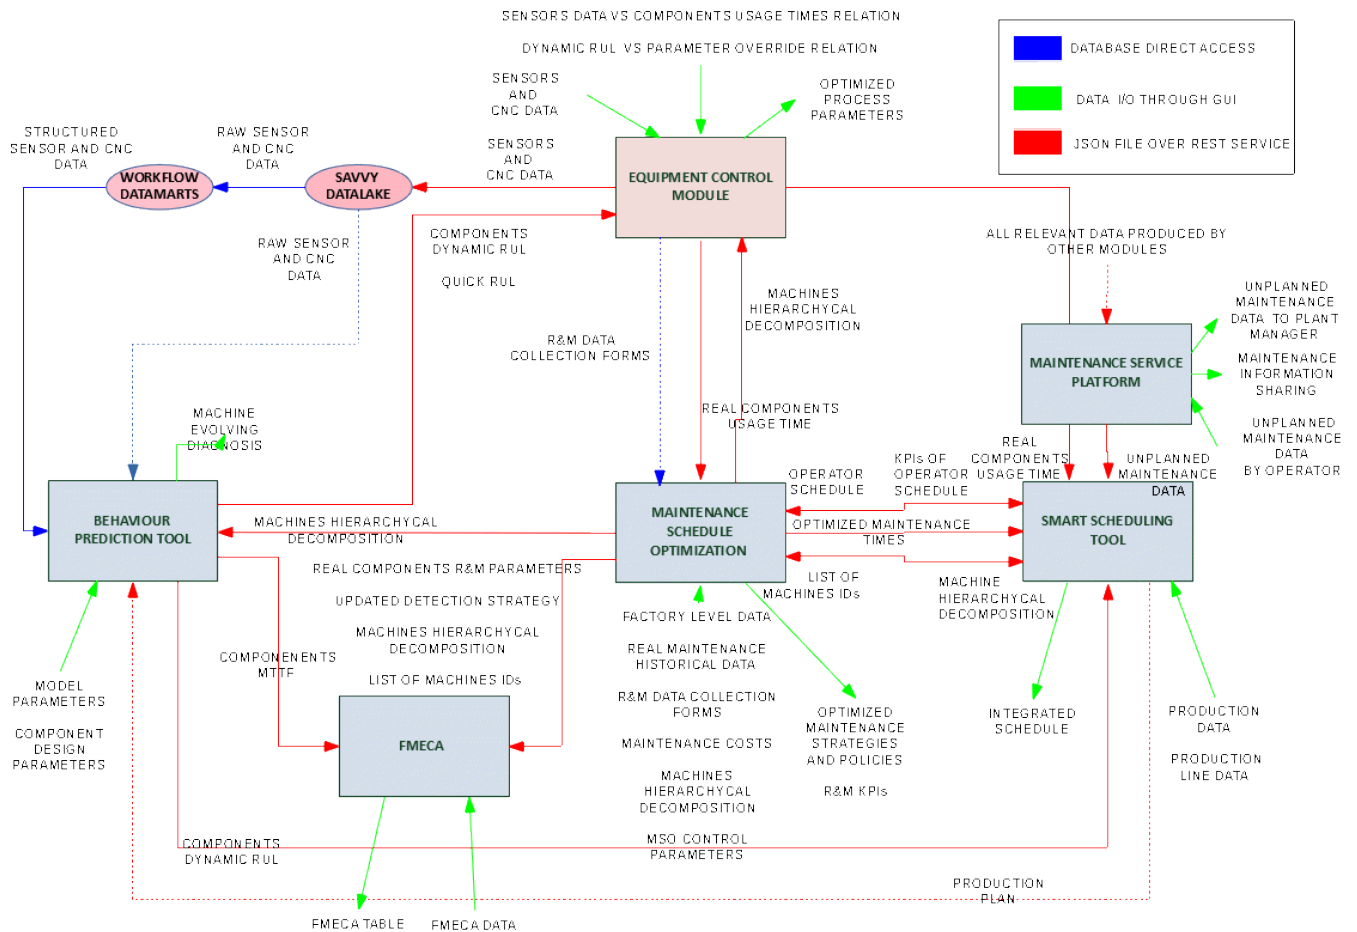 SENSORS DATA VS COMPONENTS USAGE TIMES RELATION
DYNAMIC RUL VS PARAMETER OVERRIDE RELATION
DATABASE DIRECT ACCESS
DATA I/O THROUGH GUI
JSON FILE OVER REST SERVICE
SENSORS
AND
CNC DATA
OPTIMIZED
PROCESS
PARAMETERS
STRUCTURED
SENSOR AND CNC
DATA
RAW SENSOR
AND CNC
DATA
SENSORS
AND
CNC DATA
WORKFLOW
DATAMARTS
SAVVY
DATALAKE
EQUIPMENT CONTROL
MODULE
RAW SENSOR
AND CNC
DATA
COMPONENTS
DYNAMIC RUL
QUICK RUL
ALL RELEVANT DATA PRODUCED BY
OTHER MODULES
MACHINES
HIERARCHYCAL
DECOMPOSITION
R&M DATA
COLLECTION FORMS
UNPLANNED
MAINTENANCE
DATA TO PLANT
MANAGER
MAINTENANCE
INFORMATION
SHARING
MAINTENANCE SERVICE
PLATFORM
UNPLANNED
MAINTENANCE
DATA
BY OPERATOR
MACHINE
EVOLVING
DIAGNOSIS
REAL COMPONENTS
USAGE TIME
OPERATOR
SCHEDULE
KPIs OF
OPERATOR
SCHEDULE
REAL
COMPONENTS
USAGE TIME
UNPLANNED
MAINTENANCE
DATA
BEHAVIOUR
PREDICTION TOOL
MACHINES HIERARCHYCAL
DECOMPOSITION
MAINTENANCE
SCHEDULE
OPTIMIZATION
OPTIMIZED MAINTENANCE
TIMES
SMART SCHEDULING
TOOL
REAL COMPONENTS R&M PARAMETERS
UPDATED DETECTION STRATEGY
MACHINES HIERARCHYCAL
DECOMPOSITION
LIST OF MACHINES IDs
LIST OF
MACHINES IDs
MACHINE
HIERARCHYCAL
DECOMPOSITION
COMPONENENTS
MTTF
MODEL
PARAMETERS
COMPONENT
DESIGN
PARAMETERS
FMECA
FACTORY LEVEL DATA
REAL MAINTENANCE
HISTORICAL DATA
R&M DATA COLLECTION
FORMS
MAINTENANCE COSTS
MACHINES
HIERARCHYCAL
DECOMPOSITION
MSO CONTROL
PARAMETERS
OPTIMIZED
MAINTENANCE
STRATEGIES
AND POLICIES
R&M KPIs
INTEGRATED
SCHEDULE
PRODUCTION
DATA
PRODUCTION
LINE DATA
COMPONENTS
DYNAMIC RUL
PRODUCTION
PLAN
FMECA TABLE
FMECA DATA